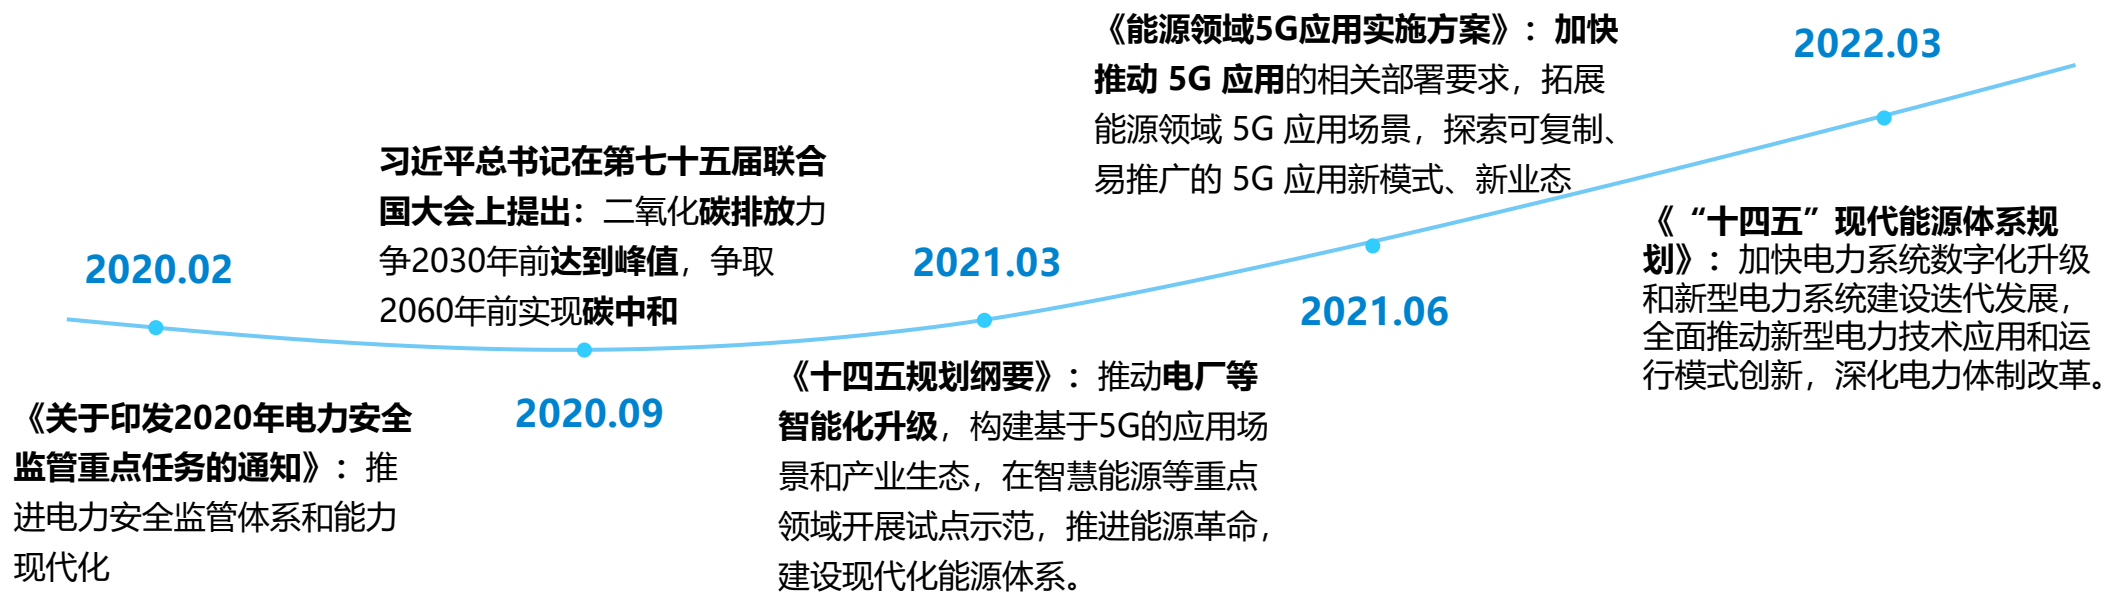 2020.02
《关于印发2020年电力安全
监管重点任务的通知》：推
进电力安全监管体系和能力
现代化
习近平总书记在第七十五届联合
国大会上提出：二氧化碳排放力
争2030年前达到峰值，争取
2060年前实现碳中和
2020.09
2021.03
《十四五规划纲要》：推动电厂等
智能化升级，构建基于5G的应用场
景和产业生态，在智慧能源等重点
领域开展试点示范，推进能源革命，
建设现代化能源体系。
《能源领域5G应用实施方案》：加快
推动 5G 应用的相关部署要求，拓展
能源领域 5G 应用场景，探索可复制、
易推广的 5G 应用新模式、新业态
2021.06
2022.03
《“十四五”现代能源体系规
划》：加快电力系统数字化升级
和新型电力系统建设迭代发展，
全面推动新型电力技术应用和运
行模式创新，深化电力体制改革。